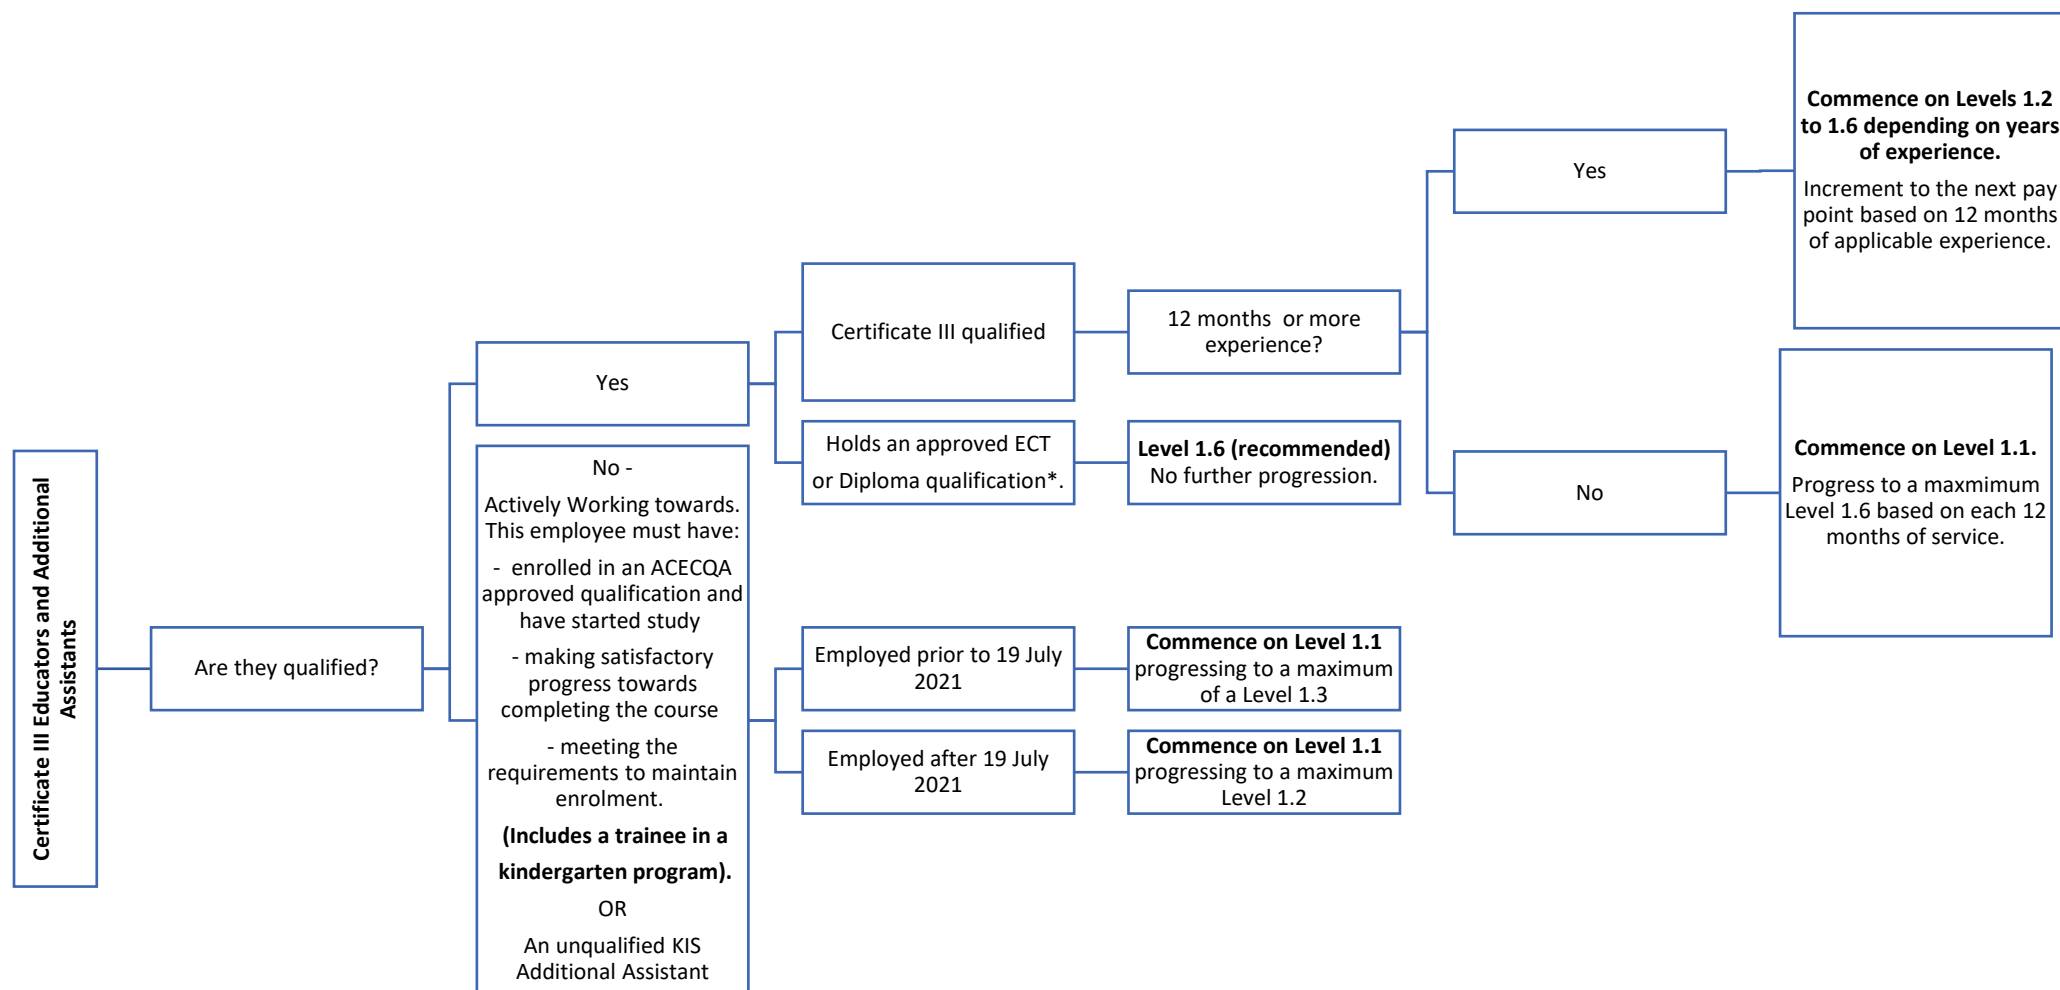 Certificate III Educators and Additional
Assistants
Are they qualified?
Yes
No -
Actively Working towards.
This employee must have:
- enrolled in an ACECQA
approved qualification and
have started study
- making satisfactory
progress towards
completing the course
- meeting the
requirements to maintain
enrolment.
(Includes a trainee in a
kindergarten program).
OR
An unqualified KIS
Additional Assistant
Certificate III qualified
Holds an approved ECT
or Diploma qualification*.
Employed prior to 19 July
2021
Employed after 19 July
2021
12 months or more
experience?
Level 1.6 (recommended)
No further progression.
Commence on Level 1.1
progressing to a maximum
of a Level 1.3
Commence on Level 1.1
progressing to a maximum
Level 1.2
Yes
No
Commence on Levels 1.2
to 1.6 depending on years
of experience.
Increment to the next pay
point based on 12 months
of applicable experience.
Commence on Level 1.1.
Progress to a maxmimum
Level 1.6 based on each 12
months of service.